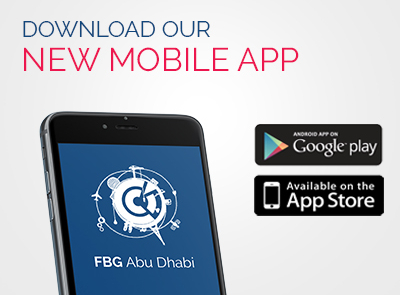 DOWNLOAD OUR
NEW MOBILE APP
ANDROID APP ON
Google play
Available on the
App Store
FBG Abu Dhabi